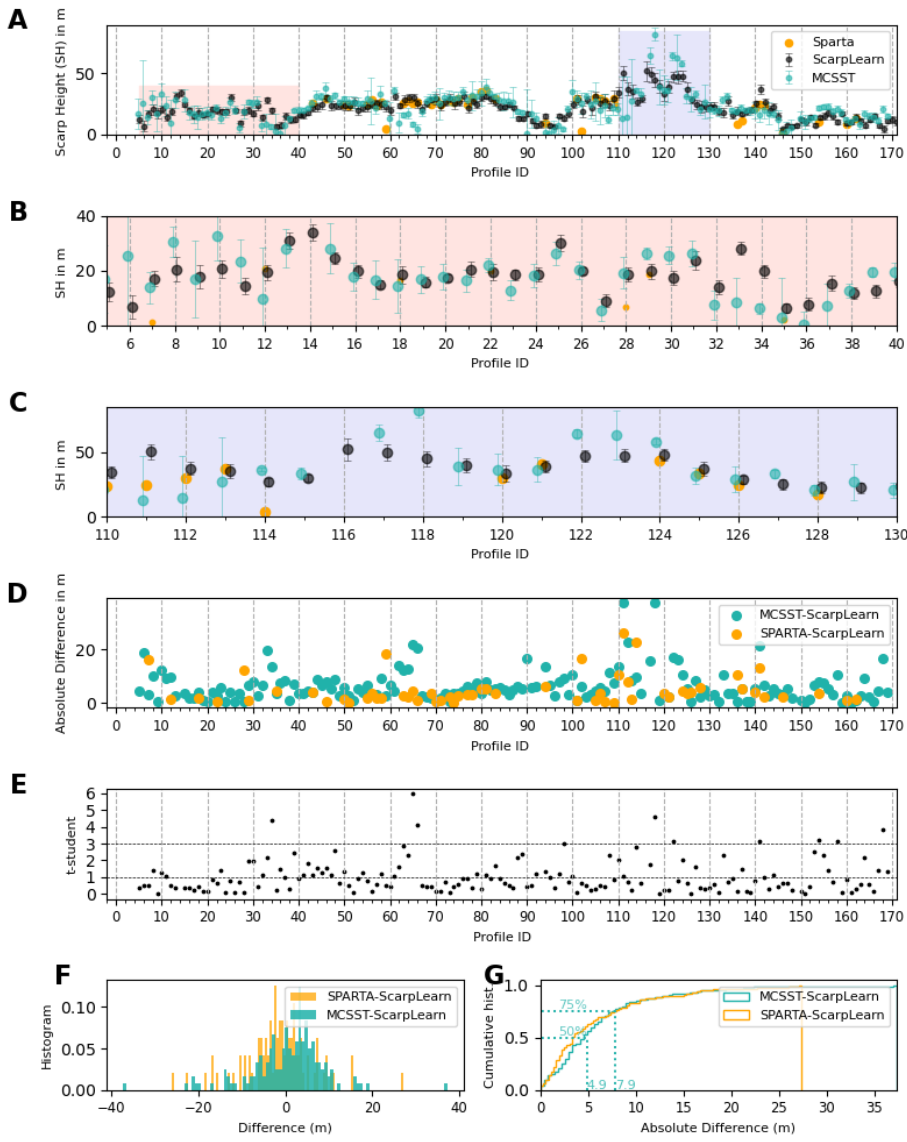 A
Scarp Height (SH) in m
50
0
Sparta
ScarpLearn
MCSST
0 10 20 30 40 50 60 70 80 90 100 110 120 130 140 150 160 170
Profile ID
B
SH in m
40
20
0
6 8 10 12 14 16 18 20 22 24 26 28 30 32 34 36 38 40
Profile ID
C
SH in m
50
0
110 112 114 116 118 120 122 124 126 128 130
Profile ID
D
Absolute Difference in m
20
0
MCSST-ScarpLearn
SPARTA-ScarpLearn
0 10 20 30 40 50 60 70 80 90 100 110 120 130 140 150 160 170
Profile ID
E
t-student
6
5
4
3
2
1
0
0 10 20 30 40 50 60 70 80 90 100 110 120 130 140 150 160 170
Profile ID
F
Histogram
0.10
0.05
0.00
SPARTA-ScarpLearn
MCSST-ScarpLearn
−40 −20 0 20 40
Difference (m)
G
Cumulative hist.
1.0
0.5
0.0
75%
50%
4.9 7.9
MCSST-ScarpLearn
SPARTA-ScarpLearn
0 5 10 15 20 25 30 35
Absolute Difference (m)